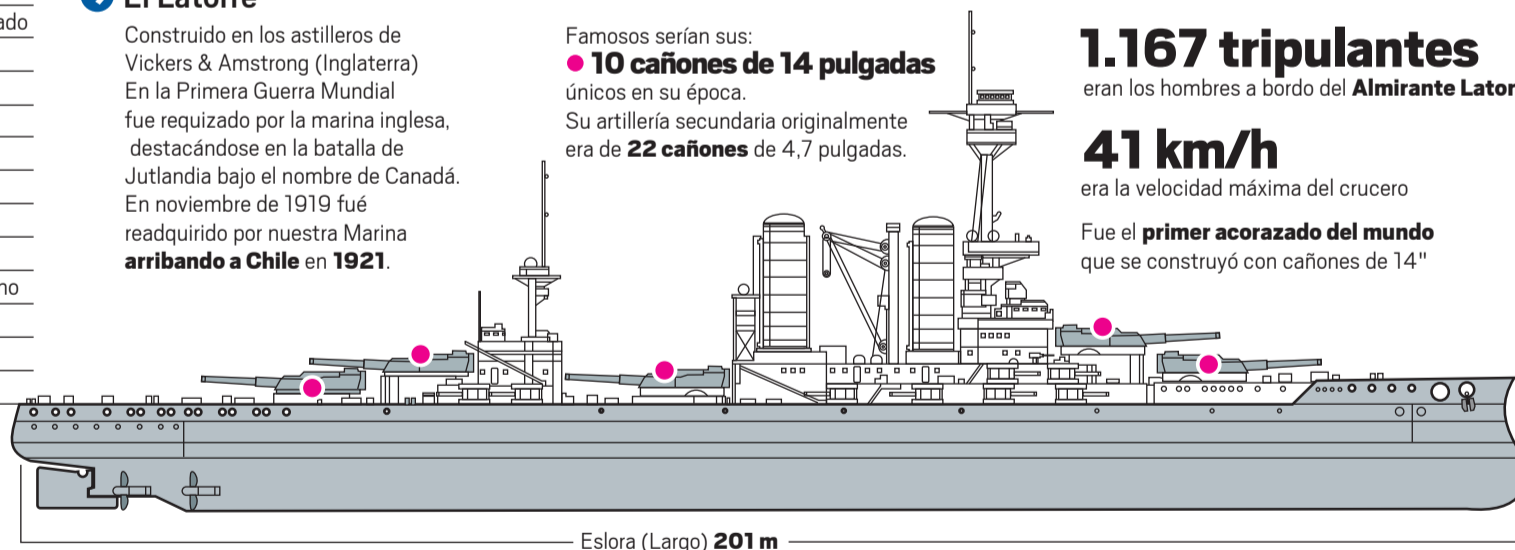 ado
no
El Latorre
Construido en los astilleros de
Vickers & Amstrong (Inglaterra)
En la Primera Guerra Mundial
fue requizado por la marina inglesa,
destacándose en la batalla de
Jutlandia bajo el nombre de Canadá.
En noviembre de 1919 fué
readquirido por nuestra Marina
arribando a Chile en 1921.
Famosos serían sus:
10 cañones de 14 pulgadas
únicos en su época.
Su artillería secundaria originalmente
era de 22 cañones de 4,7 pulgadas.
1.167 tripulantes
eran los hombres a bordo del Almirante Lator
41 km/h
era la velocidad máxima del crucero
Fue el primer acorazado del mundo
que se construyó con cañones de 14"
Eslora (Largo) 201 m